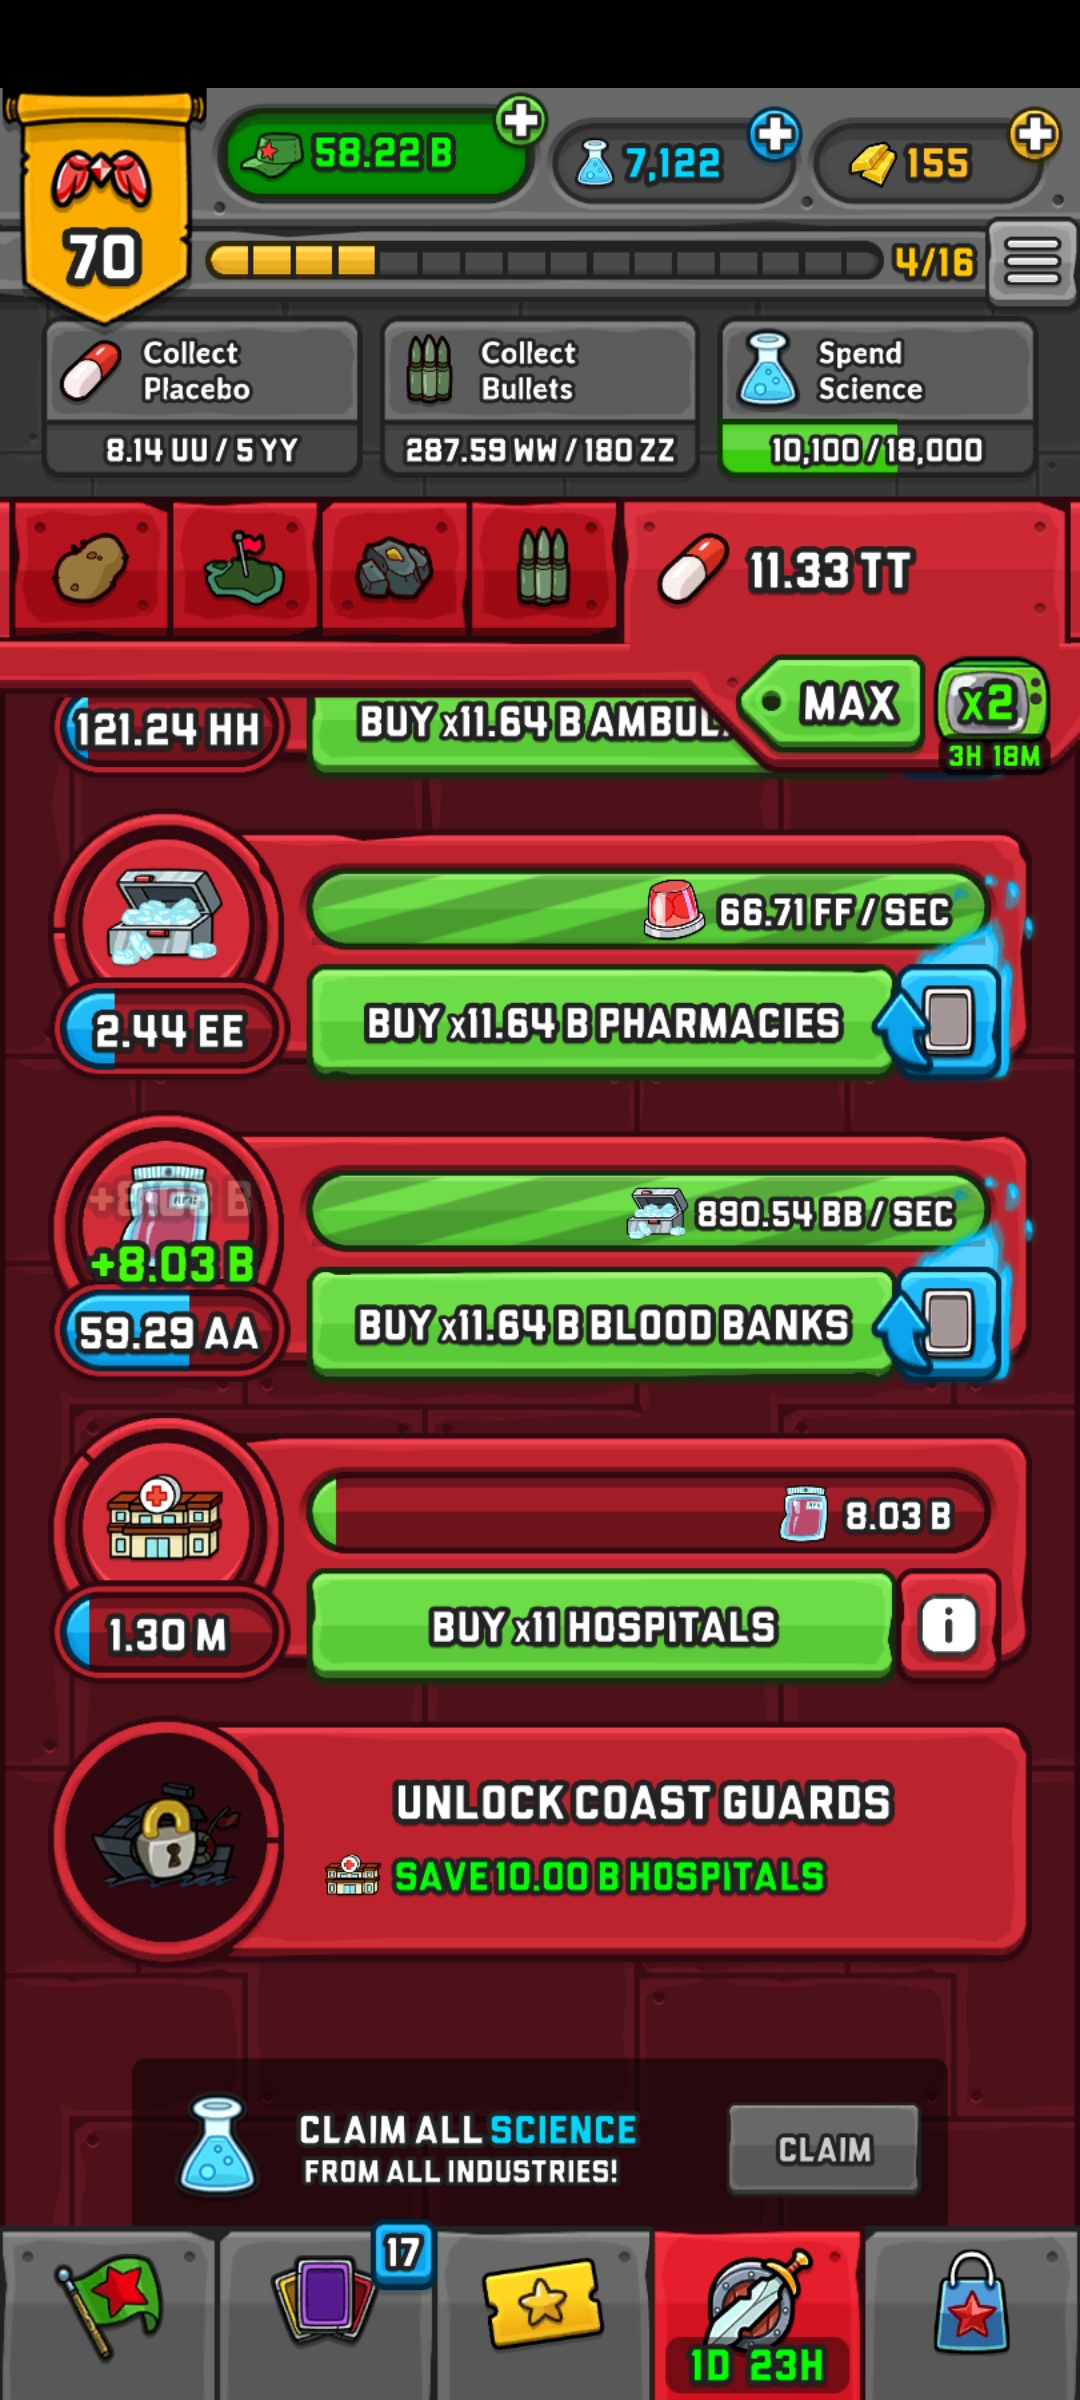 58.22 B
7,122
155
70
4/16
Collect
Placebo
Collect
Bullets
Spend
Science
8.14 UU / 5 YY
287.59 WW / 180 ZZ
10,100 / 18,000
11.33 TT
MAX
x2
3H 18M
121.24 HH
BUY x11.64 B AMBUL
66.71 FF / SEC
2.44 EE
BUY x11.64 B PHARMACIES
+8.03 B
890.54 BB / SEC
+8.03 B
59.29 AA
BUY x11.64 B BLOOD BANKS
8.03 B
1.30 M
BUY x11 HOSPITALS
i
UNLOCK COAST GUARDS
SAVE 10.00 B HOSPITALS
CLAIM ALL SCIENCE
FROM ALL INDUSTRIES!
CLAIM
17
1D 23H